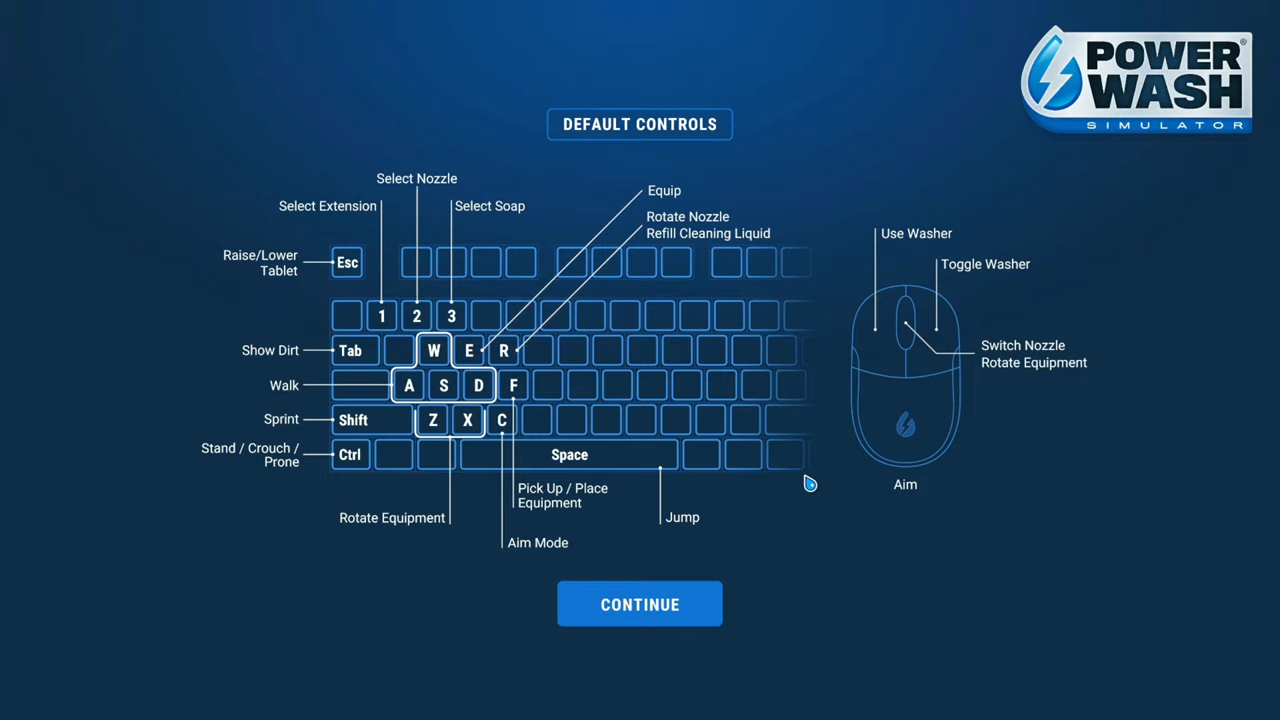 POWER
WASH
SIMULATOR
DEFAULT CONTROLS
Select Nozzle
Select Extension
Select Soap
Equip
Rotate Nozzle
Refill Cleaning Liquid
Raise/Lower
Tablet
Esc
1 2 3
Show Dirt
Tab W E R
Walk
A S D F
Sprint
Shift Z X C
Stand / Crouch /
Prone
Ctrl Space
Rotate Equipment
Pick Up / Place
Equipment
Aim Mode
Jump
Use Washer
Toggle Washer
Switch Nozzle
Rotate Equipment
Aim
CONTINUE